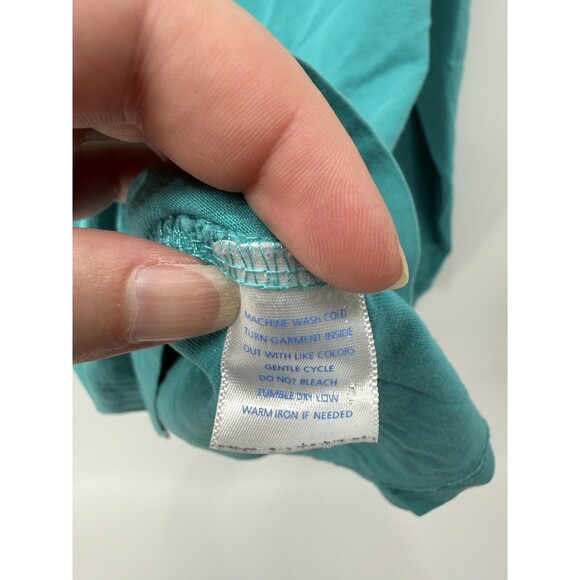 MACHINE WASH COLD
TURN GARMENT INSIDE
OUT WITH LIKE COLORS
GENTLE CYCLE
DO NOT BLEACH
TUMBLE DRY LOW
WARM IRON IF NEEDED